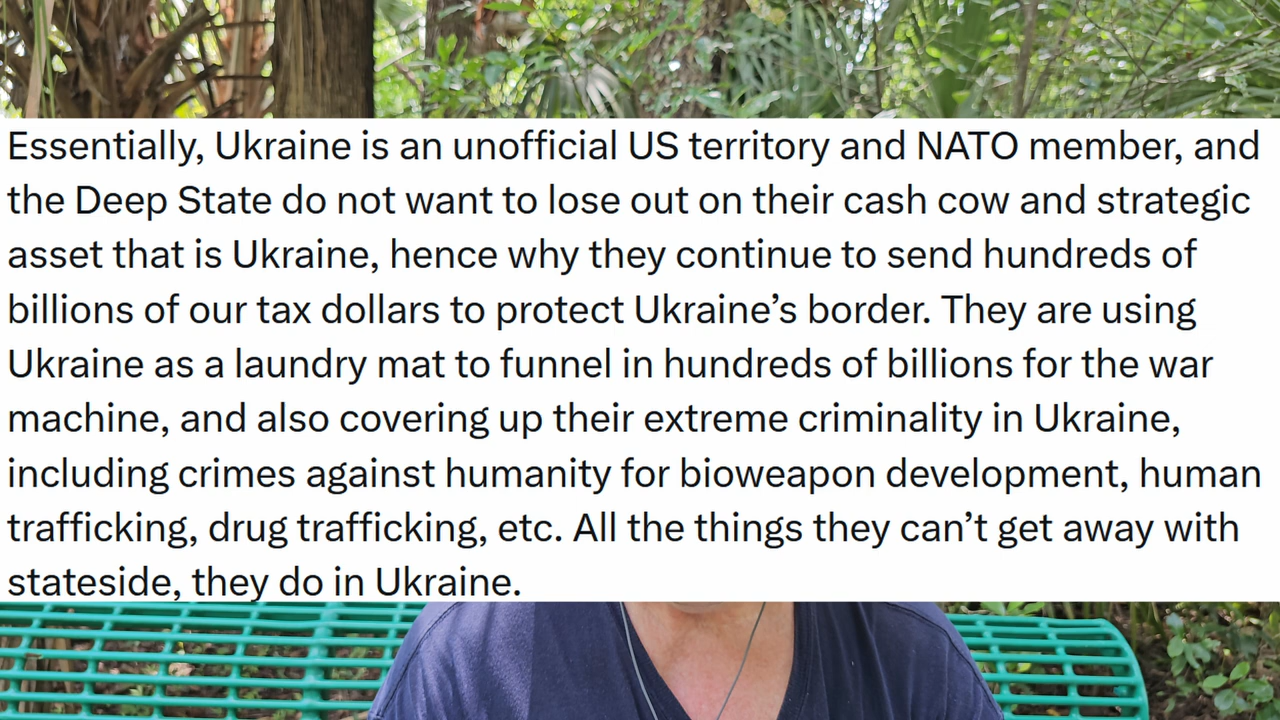 Essentially, Ukraine is an unofficial US territory and NATO member, and
the Deep State do not want to lose out on their cash cow and strategic
asset that is Ukraine, hence why they continue to send hundreds of
billions of our tax dollars to protect Ukraine’s border. They are using
Ukraine as a laundry mat to funnel in hundreds of billions for the war
machine, and also covering up their extreme criminality in Ukraine,
including crimes against humanity for bioweapon development, human
trafficking, drug trafficking, etc. All the things they can’t get away with
stateside, they do in Ukraine.